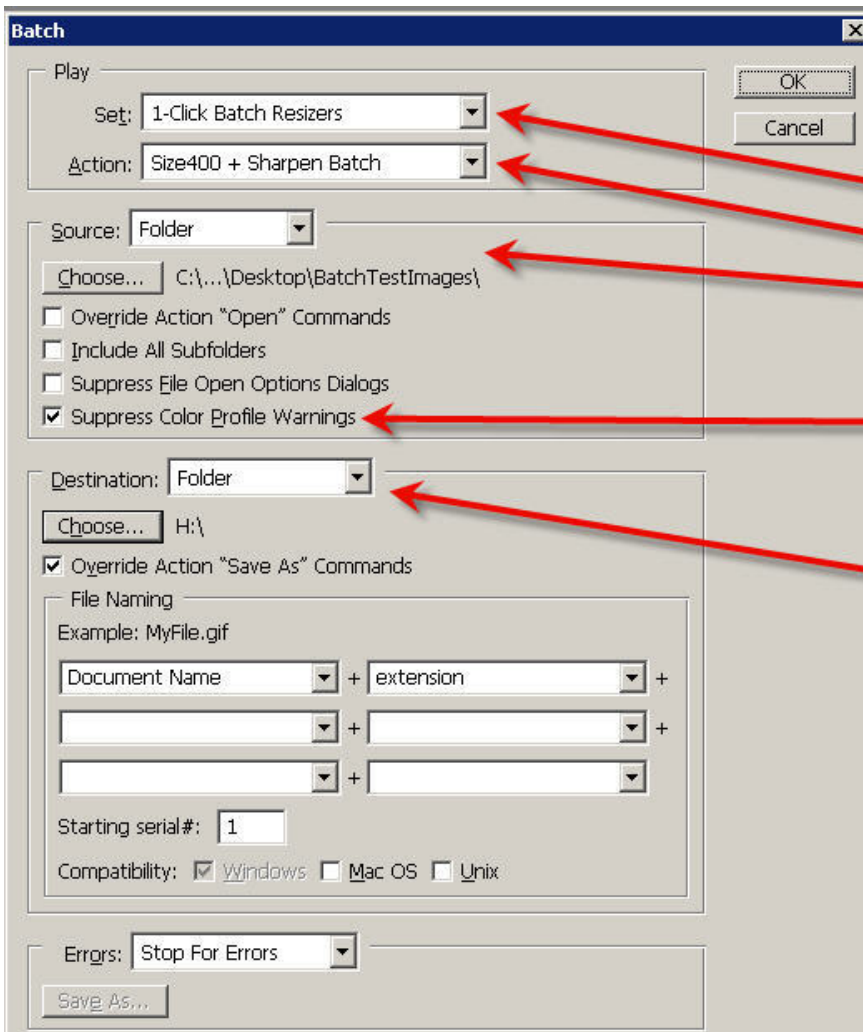 Batch
Play
Set: 1-Click Batch Resizers
Action: Size400 + Sharpen Batch
OK
Cancel
Source: Folder
Choose... C:\...\Desktop\BatchTestImages\
Override Action "Open" Commands
Include All Subfolders
Suppress File Open Options Dialogs
Suppress Color Profile Warnings
Destination: Folder
Choose... H:\
Override Action "Save As" Commands
File Naming
Example: MyFile.gif
Document Name + extension +
+ +
+
Starting serial#: 1
Compatibility: Windows Mac OS Unix
Errors: Stop For Errors
Save As...